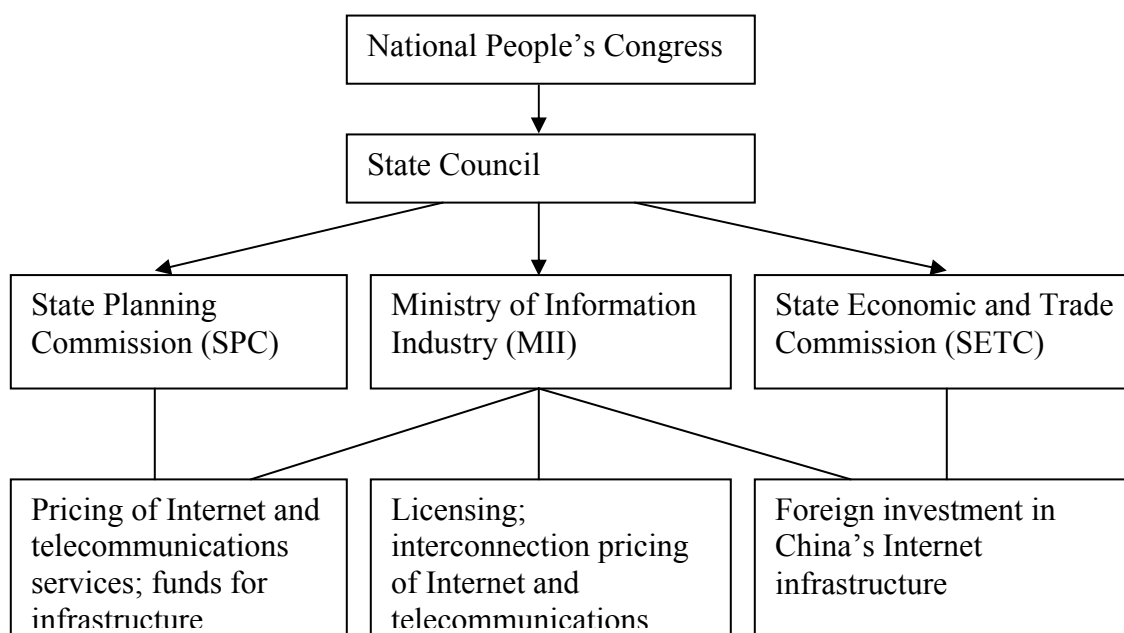 National People’s Congress
State Council
State Planning
Commission (SPC)
Ministry of Information
Industry (MII)
State Economic and Trade
Commission (SETC)
Pricing of Internet and
telecommunications
services; funds for
infrastructure
Licensing;
interconnection pricing
of Internet and
telecommunications
Foreign investment in
China’s Internet
infrastructure